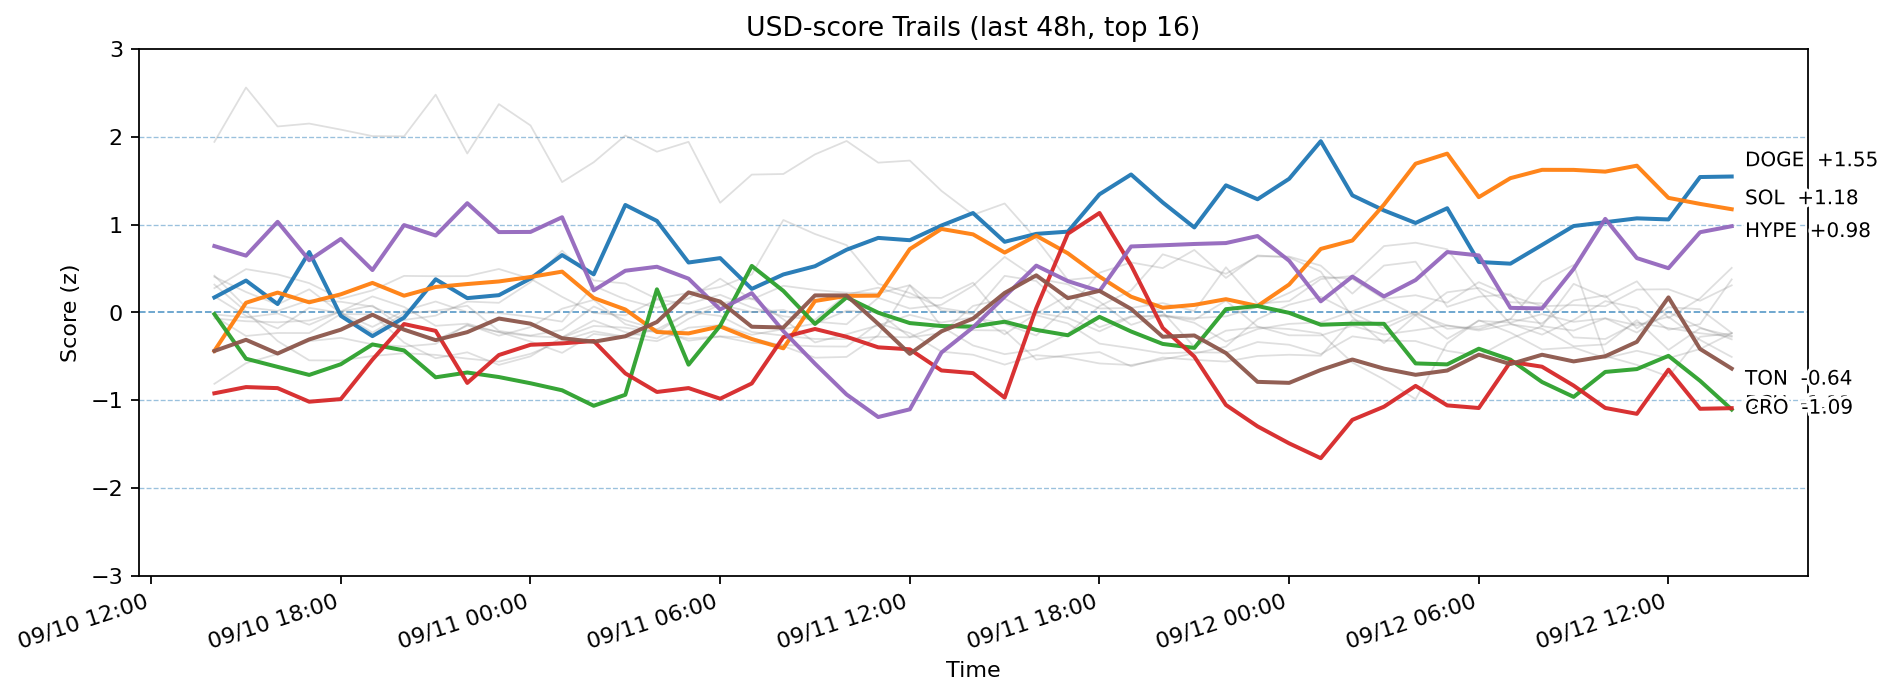 USD-score Trails (last 48h, top 16)
Score (z)
3
2
1
0
−1
−2
−3
DOGE +1.55
SOL +1.18
HYPE +0.98
TON -0.64
CRO -1.09
09/10 12:00
09/10 18:00
09/11 00:00
09/11 06:00
09/11 12:00
09/11 18:00
09/12 00:00
09/12 06:00
09/12 12:00
Time